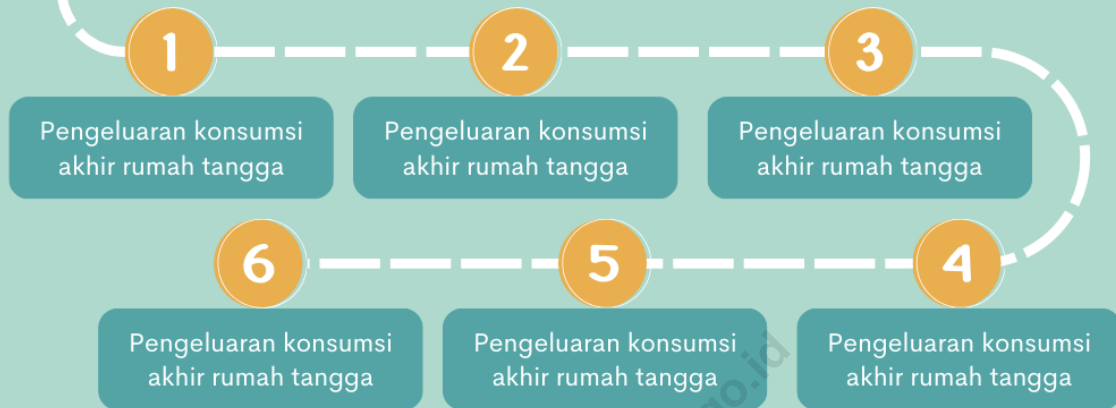 1
2
3
Pengeluaran konsumsi
akhir rumah tangga
Pengeluaran konsumsi
akhir rumah tangga
Pengeluaran konsumsi
akhir rumah tangga
4
5
6
Pengeluaran konsumsi
akhir rumah tangga
Pengeluaran konsumsi
akhir rumah tangga
Pengeluaran konsumsi
akhir rumah tangga